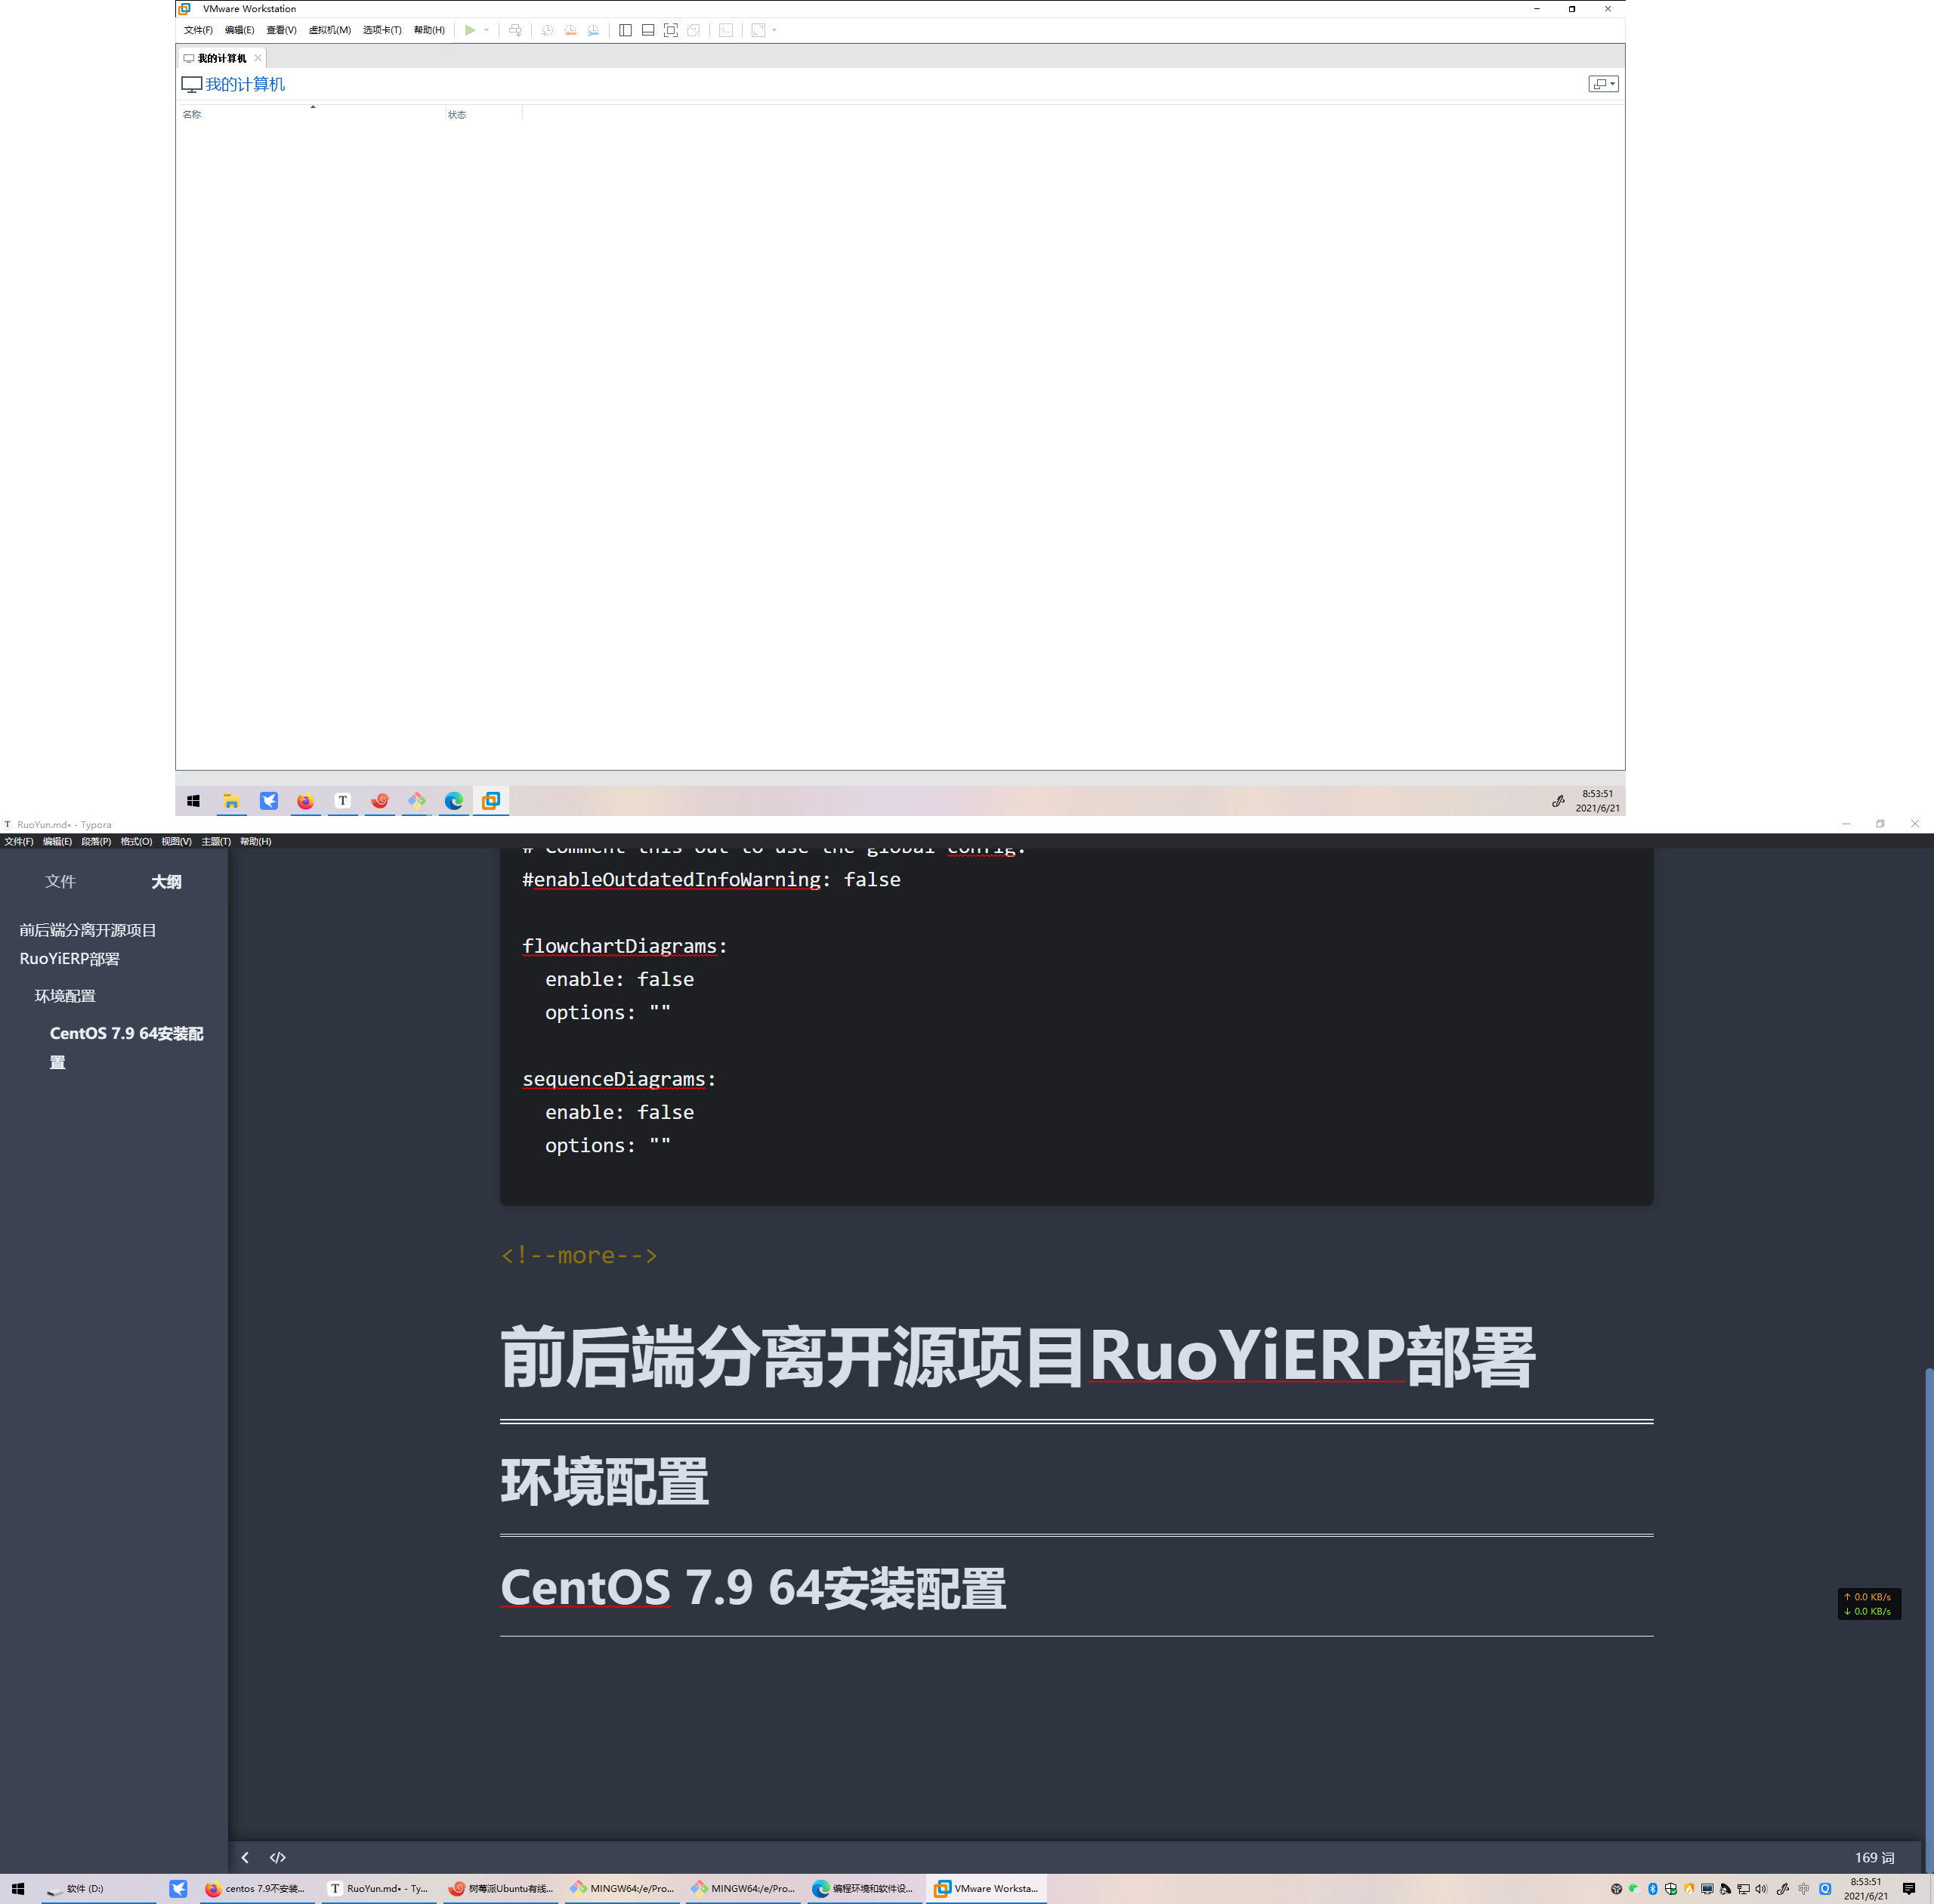 VMware Workstation
文件(F) 编辑(E) 查看(V) 虚拟机(M) 选项卡(T) 帮助(H)
我的计算机
我的计算机
名称 状态
8:53:51
2021/6/21
RuoYun.md• - Typora
文件(F) 编辑(E) 段落(P) 格式(O) 视图(V) 主题(T) 帮助(H)
文件 大纲
前后端分离开源项目
RuoYiERP部署
环境配置
CentOS 7.9 64安装配
置
# Comment this out to use the global config.
#enableOutdatedInfoWarning: false
flowchartDiagrams:
enable: false
options: ""
sequenceDiagrams:
enable: false
options: ""
<!--more-->
前后端分离开源项目RuoYiERP部署
环境配置
CentOS 7.9 64安装配置
↑ 0.0 KB/s
↓ 0.0 KB/s
</>
169 词
软件 (D:)
centos 7.9不安装...
RuoYun.md• - Ty...
树莓派Ubuntu有线...
MINGW64:/e/Pro...
MINGW64:/e/Pro...
编程环境和软件设...
VMware Worksta...
中
8:53:51
2021/6/21